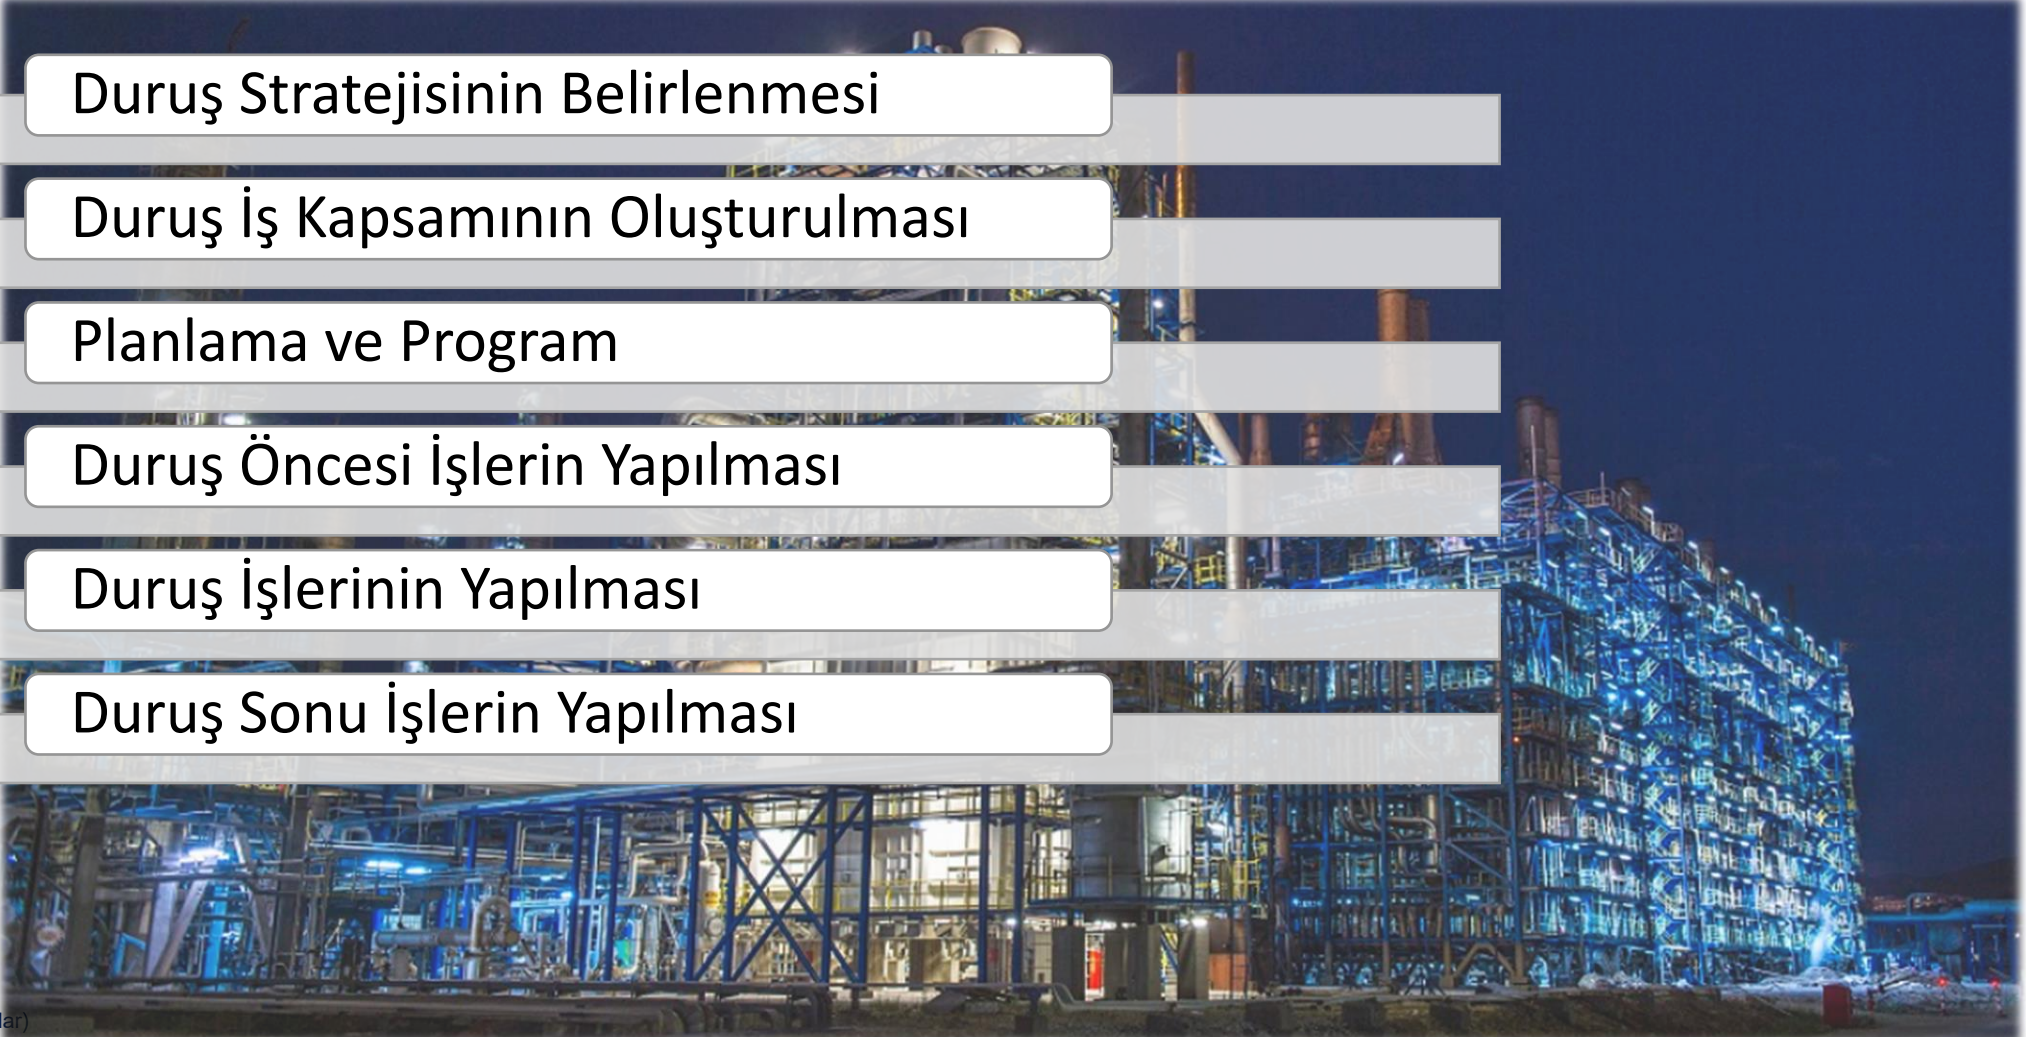 Duruş Stratejisinin Belirlenmesi
Duruş İş Kapsamının Oluşturulması
Planlama ve Program
Duruş Öncesi İşlerin Yapılması
Duruş İşlerinin Yapılması
Duruş Sonu İşlerin Yapılması
lar)